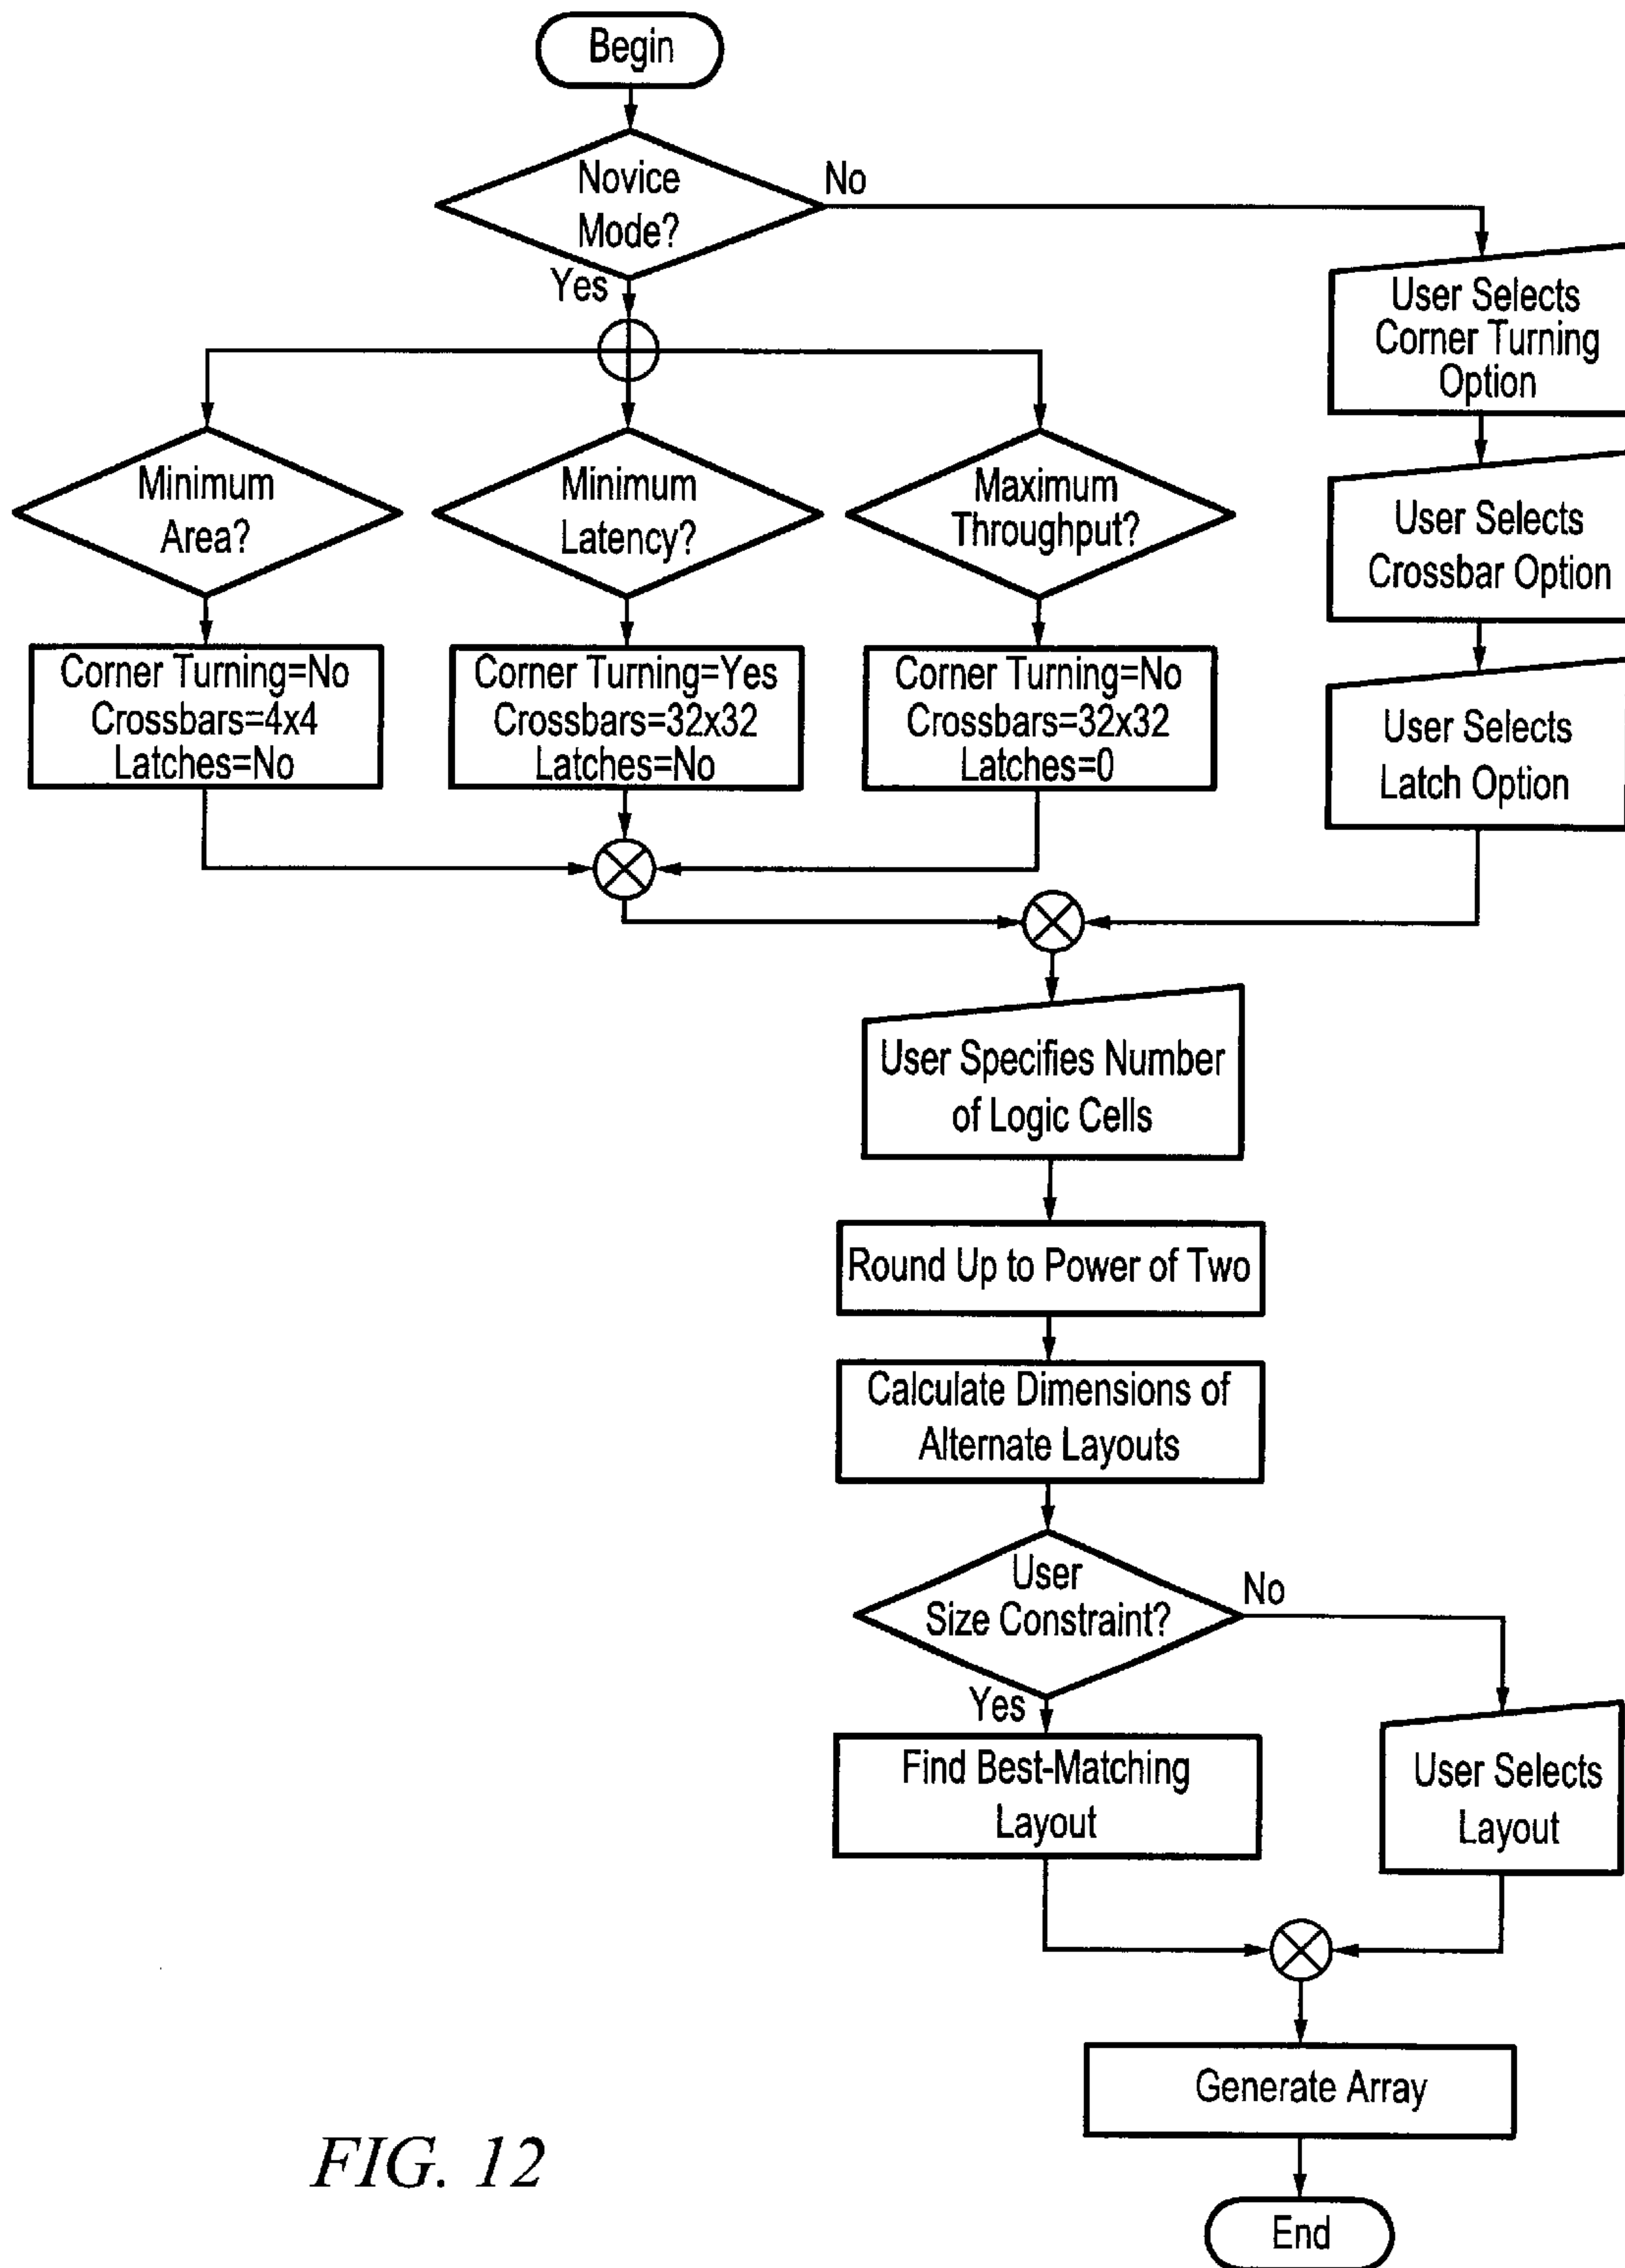 Begin
Novice
Mode?
No
Yes
User Selects
Corner Turning
Option
Minimum
Area?
Minimum
Latency?
Maximum
Throughput?
User Selects
Crossbar Option
Corner Turning=No
Crossbars=4x4
Latches=No
Corner Turning=Yes
Crossbars=32x32
Latches=No
Corner Turning=No
Crossbars=32x32
Latches=0
User Selects
Latch Option
User Specifies Number
of Logic Cells
Round Up to Power of Two
Calculate Dimensions of
Alternate Layouts
User
Size Constraint?
No
Yes
Find Best-Matching
Layout
User Selects
Layout
Generate Array
End
FIG. 12